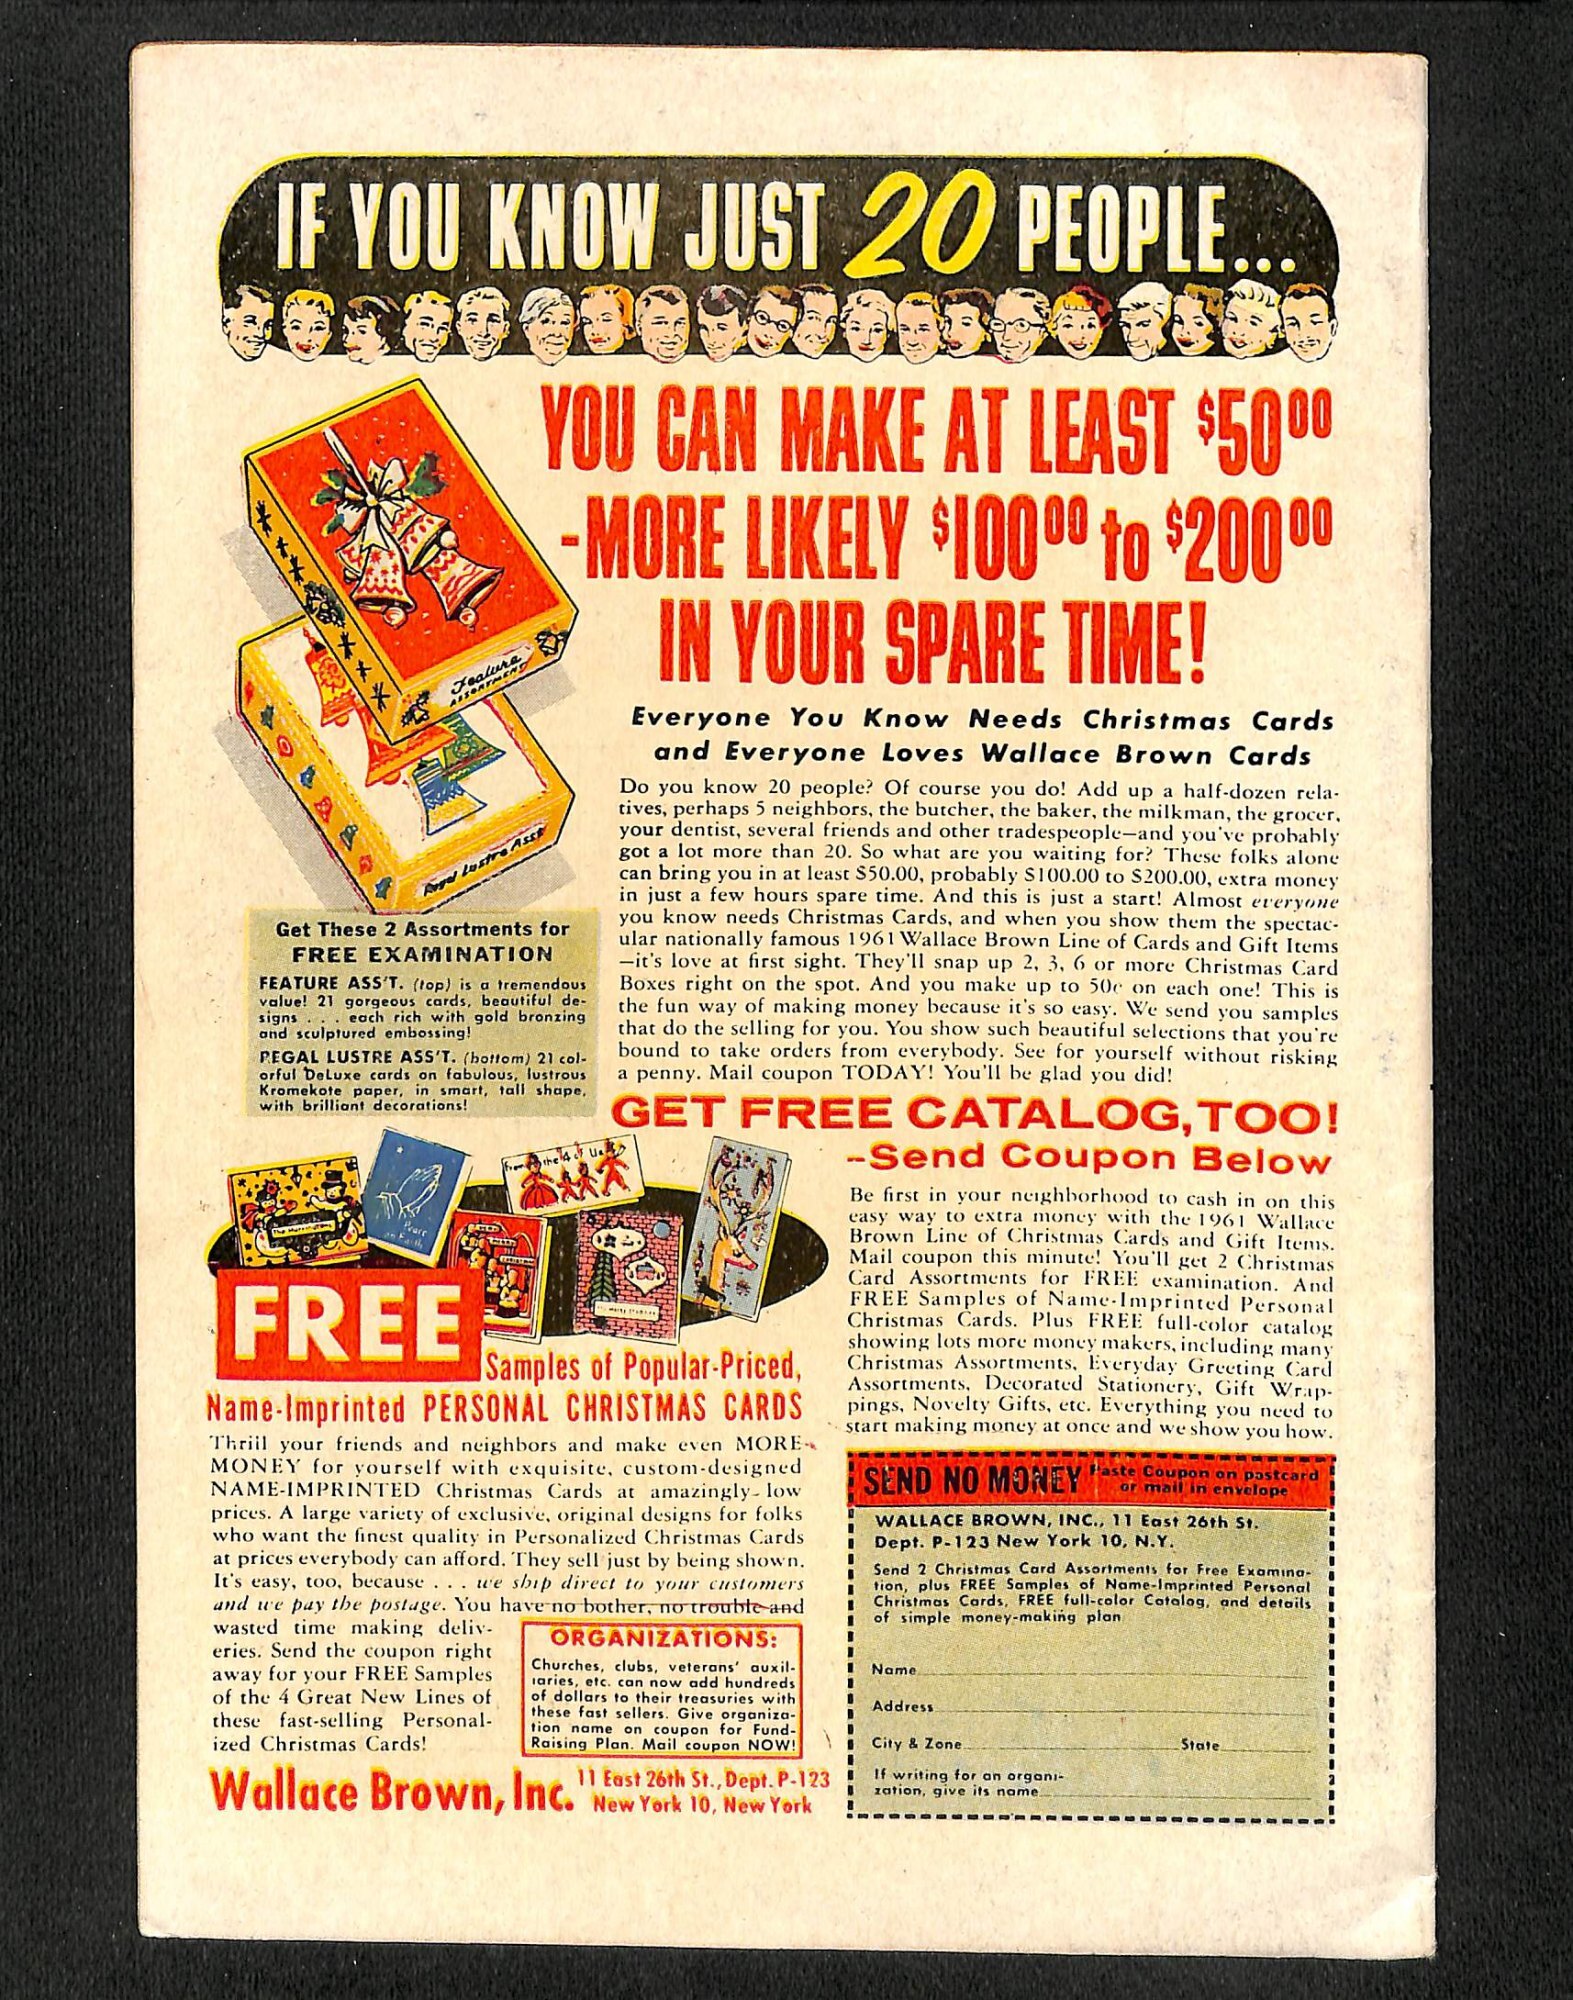 IF YOU KNOW JUST 20 PEOPLE...
YOU CAN MAKE AT LEAST $50.00
-MORE LIKELY $100.00 to $200.00
IN YOUR SPARE TIME!
Feature
ASSORTMENT
Regal Lustre Ass't
Everyone You Know Needs Christmas Cards
and Everyone Loves Wallace Brown Cards
Do you know 20 people? Of course you do! Add up a half-dozen rela-
tives, perhaps 5 neighbors, the butcher, the baker, the milkman, the grocer,
your dentist, several friends and other tradespeople—and you've probably
got a lot more than 20. So what are you waiting for? These folks alone
can bring you in at least $50.00, probably $100.00 to $200.00, extra money
in just a few hours spare time. And this is just a start! Almost everyone
you know needs Christmas Cards, and when you show them the spectac-
ular nationally famous 1961 Wallace Brown Line of Cards and Gift Items
—it's love at first sight. They'll snap up 2, 3, 6 or more Christmas Card
Boxes right on the spot. And you make up to 50c on each one! This is
the fun way of making money because it's so easy. We send you samples
that do the selling for you. You show such beautiful selections that you're
bound to take orders from everybody. See for yourself without risking
a penny. Mail coupon TODAY! You'll be glad you did!
Get These 2 Assortments for
FREE EXAMINATION
FEATURE ASS'T. (top) is a tremendous
value! 21 gorgeous cards, beautiful de-
signs . . . each rich with gold bronzing
and sculptured embossing!
REGAL LUSTRE ASS'T. (bottom) 21 col-
orful DeLuxe cards on fabulous, lustrous
Kromekote paper, in smart, tall shape,
with brilliant decorations!
GET FREE CATALOG, TOO!
--Send Coupon Below
Be first in your neighborhood to cash in on this
easy way to extra money with the 1961 Wallace
Brown Line of Christmas Cards and Gift Items.
Mail coupon this minute! You'll get 2 Christmas
Card Assortments for FREE examination. And
FREE Samples of Name-Imprinted Personal
Christmas Cards. Plus FREE full-color catalog
showing lots more money makers, including many
Christmas Assortments, Everyday Greeting Card
Assortments, Decorated Stationery, Gift Wrap-
pings, Novelty Gifts, etc. Everything you need to
start making money at once and we show you how.
Peace
on Earth
From the 4 of Us
FREE
Samples of Popular-Priced,
Name-Imprinted PERSONAL CHRISTMAS CARDS
Thrill your friends and neighbors and make even MORE
MONEY for yourself with exquisite, custom-designed
NAME-IMPRINTED Christmas Cards at amazingly low
prices. A large variety of exclusive, original designs for folks
who want the finest quality in Personalized Christmas Cards
at prices everybody can afford. They sell just by being shown.
It's easy, too, because . . . we ship direct to your customers
and we pay the postage. You have no bother, no trouble and
wasted time making deliv-
eries. Send the coupon right
away for your FREE Samples
of the 4 Great New Lines of
these fast-selling Personal-
ized Christmas Cards!
ORGANIZATIONS:
Churches, clubs, veterans' auxil-
iaries, etc. can now add hundreds
of dollars to their treasuries with
these fast sellers. Give organiza-
tion name on coupon for Fund-
Raising Plan. Mail coupon NOW!
Wallace Brown, Inc. 11 East 26th St., Dept. P-123
New York 10, New York
SEND NO MONEY Paste Coupon on postcard
or mail in envelope
WALLACE BROWN, INC., 11 East 26th St.
Dept. P-123 New York 10, N.Y.
Send 2 Christmas Card Assortments for Free Examina-
tion, plus FREE Samples of Name-Imprinted Personal
Christmas Cards, FREE full-color Catalog, and details
of simple money-making plan
Name
Address
City & Zone State
If writing for an organi-
zation, give its name